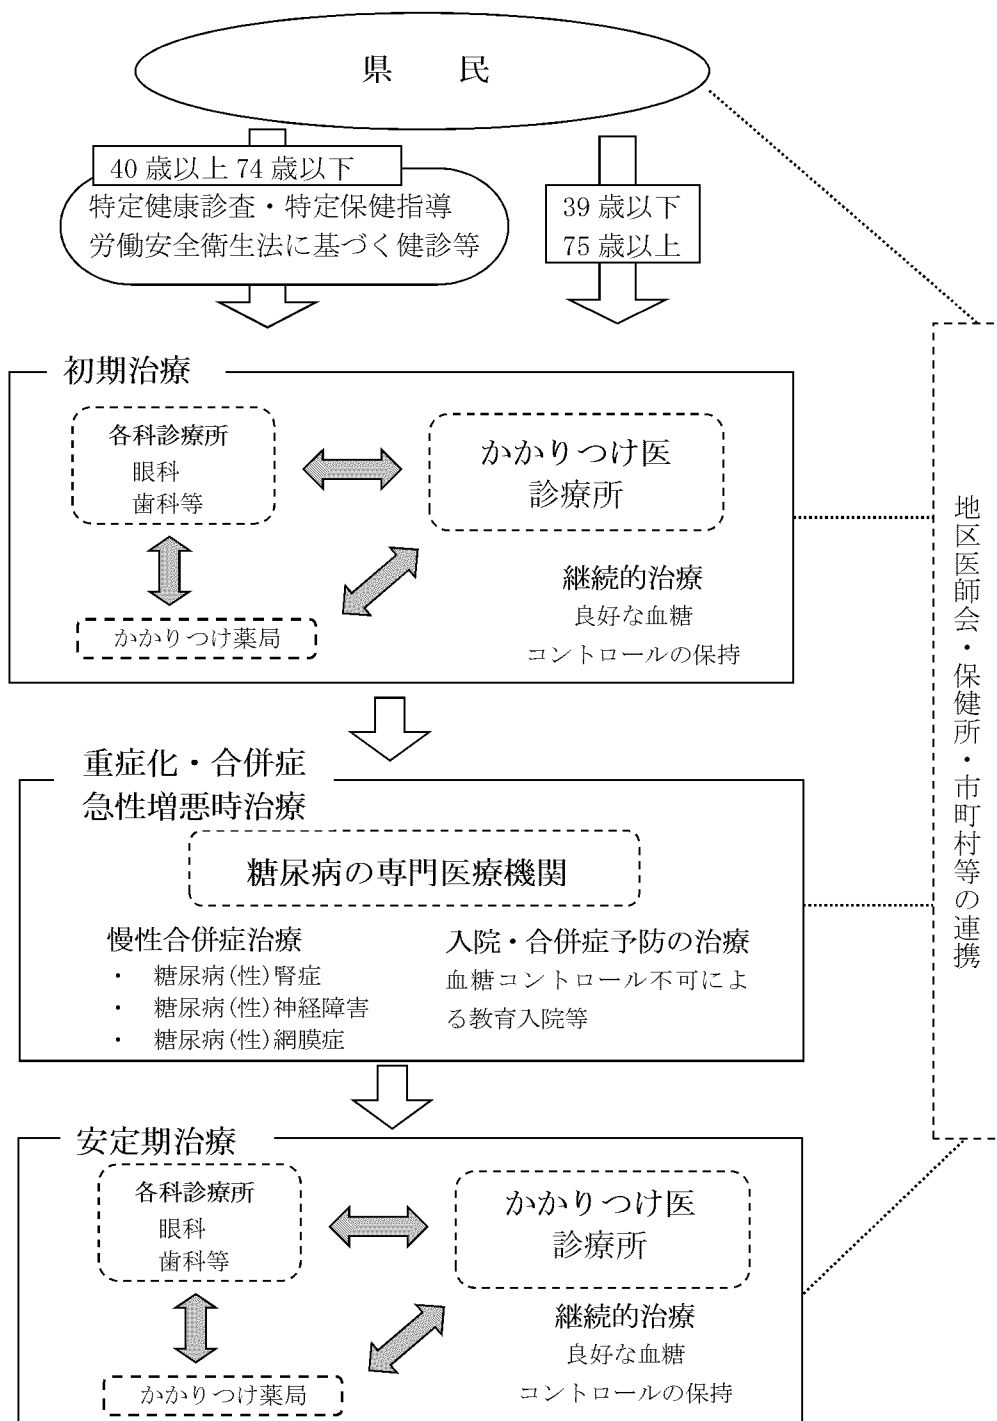 県　　民
40 歳以上 74 歳以下
特定健康診査・特定保健指導
労働安全衛生法に基づく健診等
39 歳以下
75 歳以上
初期治療
各科診療所
眼科
歯科等
かかりつけ医
診療所
かかりつけ薬局
継続的治療
良好な血糖
コントロールの保持
重症化・合併症
急性増悪時治療
糖尿病の専門医療機関
慢性合併症治療
・ 糖尿病(性)腎症
・ 糖尿病(性)神経障害
・ 糖尿病(性)網膜症
入院・合併症予防の治療
血糖コントロール不可によ
る教育入院等
安定期治療
各科診療所
眼科
歯科等
かかりつけ医
診療所
かかりつけ薬局
継続的治療
良好な血糖
コントロールの保持
地区医師会・保健所・市町村等の連携